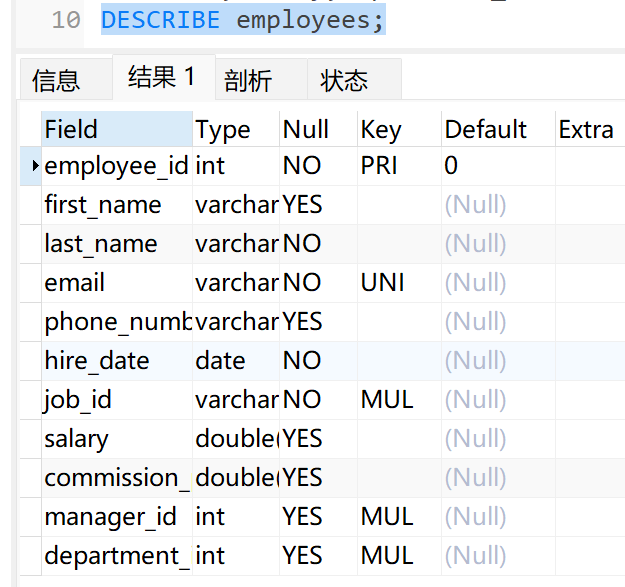 10 DESCRIBE employees;
信息 结果 1 剖析 状态
Field Type Null Key Default Extra
employee_id int NO PRI 0
first_name varchar YES (Null)
last_name varchar NO (Null)
email varchar NO UNI (Null)
phone_numb varchar YES (Null)
hire_date date NO (Null)
job_id varchar NO MUL (Null)
salary double( YES (Null)
commission_ double( YES (Null)
manager_id int YES MUL (Null)
department_ int YES MUL (Null)